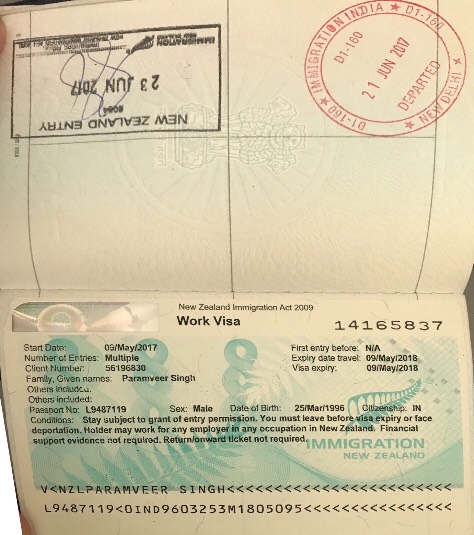 NEW ZEALAND ENTRY
8084
23 JUN 2017
IMMIGRATION
NEW ZEALAND
IMMIGRATION INDIA ★ D1-160
D1-160
21 JUN 2017
DEPARTED
D1-160 ★ NEW DELHI ★
New Zealand Immigration Act 2009
Work Visa
14165837
Start Date: 09/May/2017 First entry before: N/A
Number of Entries: Multiple Expiry date travel: 09/May/2018
Client Number: 56196830 Visa expiry: 09/May/2018
Family, Given names: Paramveer Singh
Others Included:
Others included:
Passport No: L9487119 Sex: Male Date of Birth: 25/Mar/1996 Citizenship: IN
Conditions: Stay subject to grant of entry permission. You must leave before visa expiry or face
deportation. Holder may work for any employer in any occupation in New Zealand. Financial
support evidence not required. Return/onward ticket not required.
IMMIGRATION
NEW ZEALAND
V<NZLPARAMVEER SINGH<<<<<<<<<<<<<<<<<<<<<<<<
L9487119<0IND9603253M1805095<<<<<<<<<<<<<<<<